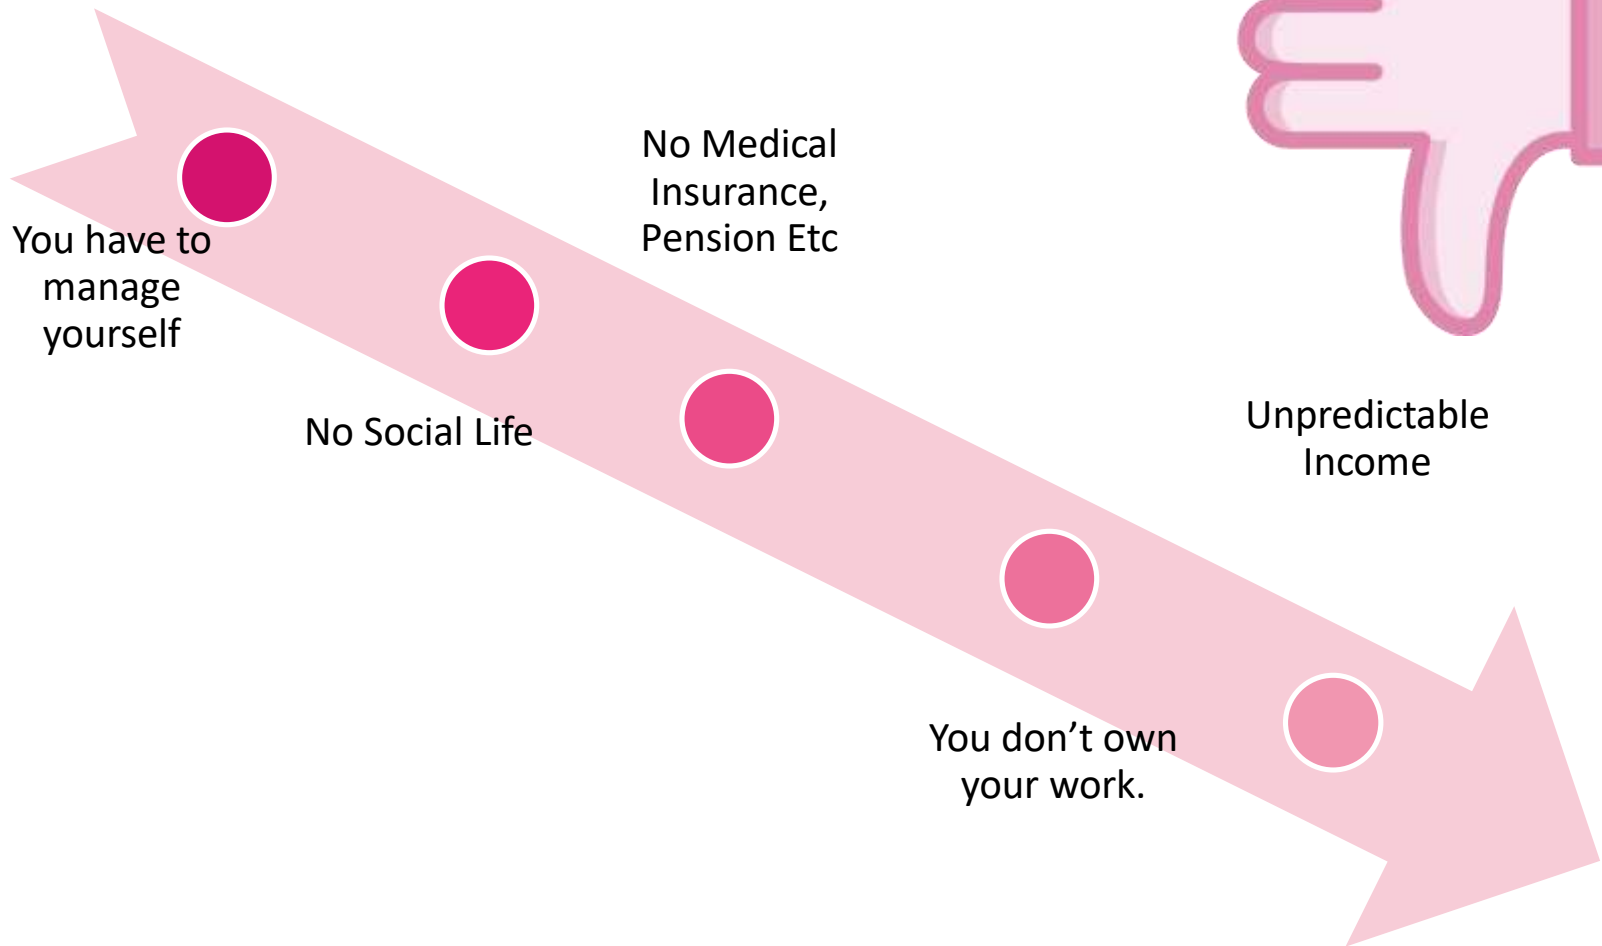 You have to
manage
yourself
No Social Life
No Medical
Insurance,
Pension Etc
You don’t own
your work.
Unpredictable
Income